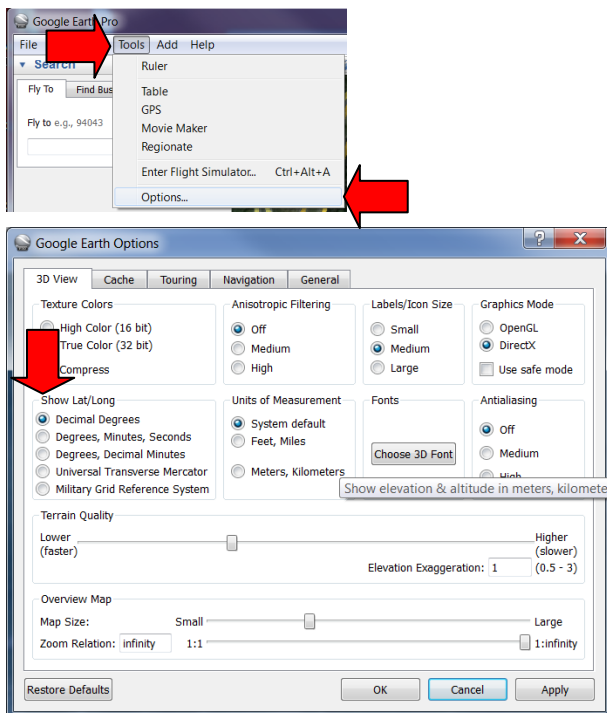 Google Earth Pro
File Tools Add Help
Search
Ruler
Fly To Find Bus
Table
GPS
Fly to e.g., 94043
Movie Maker
Regionate
Enter Flight Simulator... Ctrl+Alt+A
Options...
Google Earth Options
3D View Cache Touring Navigation General
Texture Colors
High Color (16 bit)
True Color (32 bit)
Compress
Anisotropic Filtering
Off
Medium
High
Labels/Icon Size
Small
Medium
Large
Graphics Mode
OpenGL
DirectX
Use safe mode
Show Lat/Long
Decimal Degrees
Degrees, Minutes, Seconds
Degrees, Decimal Minutes
Universal Transverse Mercator
Military Grid Reference System
Units of Measurement
System default
Feet, Miles
Meters, Kilometers
Fonts
Choose 3D Font
Antialiasing
Off
Medium
High
Show elevation & altitude in meters, kilomete
Terrain Quality
Lower
(faster)
Higher
(slower)
Elevation Exaggeration: 1 (0.5 - 3)
Overview Map
Map Size: Small Large
Zoom Relation: infinity 1:1 1:infinity
Restore Defaults OK Cancel Apply